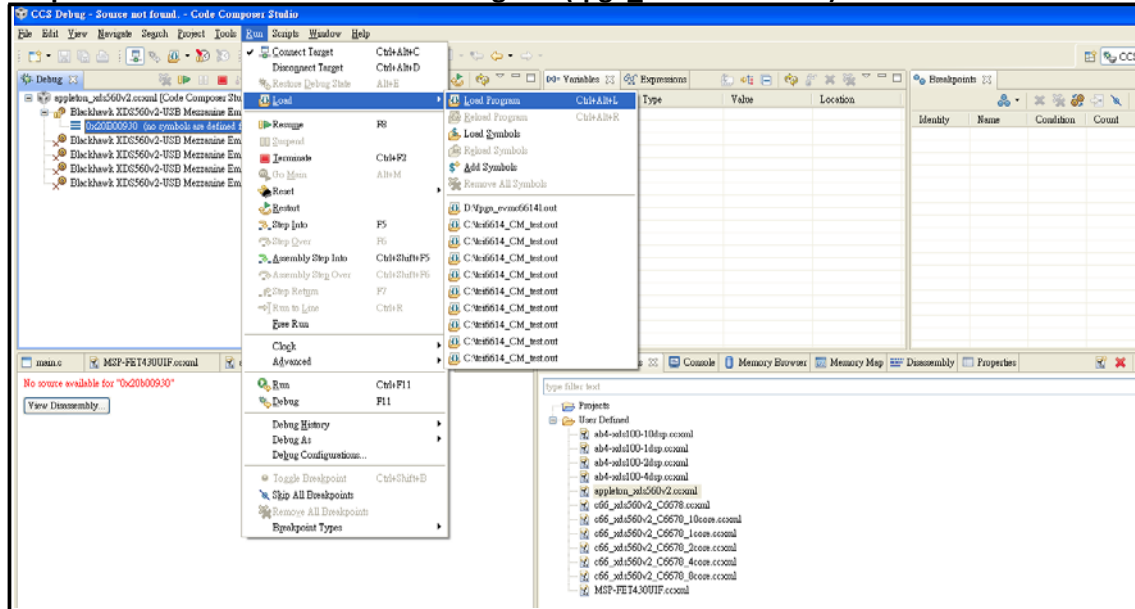 CCS Debug - Source not found. - Code Composer Studio
File Edit View Navigate Search Project Tools Run Scripts Window Help
Connect Target Ctrl+Alt+C
Disconnect Target Ctrl+Alt+D
Restore Debug State Alt+E
Load
Resume F8
Suspend
Terminate Ctrl+F2
Go Main Alt+M
Reset
Restart
Step Into F5
Step Over F6
Assembly Step Into Ctrl+Shift+F5
Assembly Step Over Ctrl+Shift+F6
Step Return F7
Run to Line Ctrl+R
Free Run
Clock
Advanced
Run Ctrl+F11
Debug F11
Debug History
Debug As
Debug Configurations...
Toggle Breakpoint Ctrl+Shift+B
Skip All Breakpoints
Remove All Breakpoints
Breakpoint Types
Load Program Ctrl+Alt+L
Reload Program Ctrl+Alt+R
Load Symbols
Reload Symbols
Add Symbols
Remove All Symbols
D:\fpga_evmc6614l.out
C:\tci6614_CM_test.out
C:\tci6614_CM_test.out
C:\tci6614_CM_test.out
C:\tci6614_CM_test.out
C:\tci6614_CM_test.out
C:\tci6614_CM_test.out
C:\tci6614_CM_test.out
C:\tci6614_CM_test.out
C:\tci6614_CM_test.out
Debug
appleton_xds560v2.ccxml [Code Composer Stu
Blackhawk XDS560v2-USB Mezzanine Em
0x20B00930 (no symbols are defined f
Blackhawk XDS560v2-USB Mezzanine Em
Blackhawk XDS560v2-USB Mezzanine Em
Blackhawk XDS560v2-USB Mezzanine Em
Blackhawk XDS560v2-USB Mezzanine Em
Variables Expressions
Type Value Location
Breakpoints
Identity Name Condition Count
CCS
main.c MSP-FET430UIF.ccxml
No source available for "0x20b00930"
View Disassembly...
Console Memory Browser Memory Map Disassembly Properties
type filter text
Projects
User Defined
ab4-xds100-10dsp.ccxml
ab4-xds100-1dsp.ccxml
ab4-xds100-2dsp.ccxml
ab4-xds100-4dsp.ccxml
appleton_xds560v2.ccxml
c66_xds560v2_C6678.ccxml
c66_xds560v2_C6670_10core.ccxml
c66_xds560v2_C6670_1core.ccxml
c66_xds560v2_C6670_2core.ccxml
c66_xds560v2_C6670_4core.ccxml
c66_xds560v2_C6670_8core.ccxml
MSP-FET430UIF.ccxml